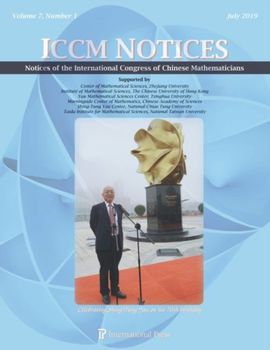 Volume 7, Number 1
July 2019
ICCM NOTICES
Notices of the International Congress of Chinese Mathematicians
Supported by
Center of Mathematical Sciences, Zhejiang University
Institute of Mathematical Sciences, The Chinese University of Hong Kong
Yau Mathematical Sciences Center, Tsinghua University
Morningside Center of Mathematics, Chinese Academy of Sciences
Shing-Tung Yau Center, National Chiao Tung University
Taida Institute for Mathematical Sciences, National Taiwan University
Celebrating Shing-Tung Yau on his 70th birthday
International Press